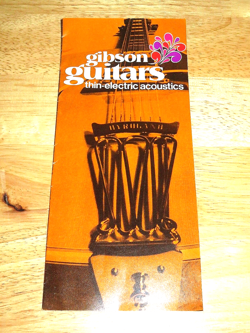 gibson
guitars
thin-electric acoustics
BYRDLAND